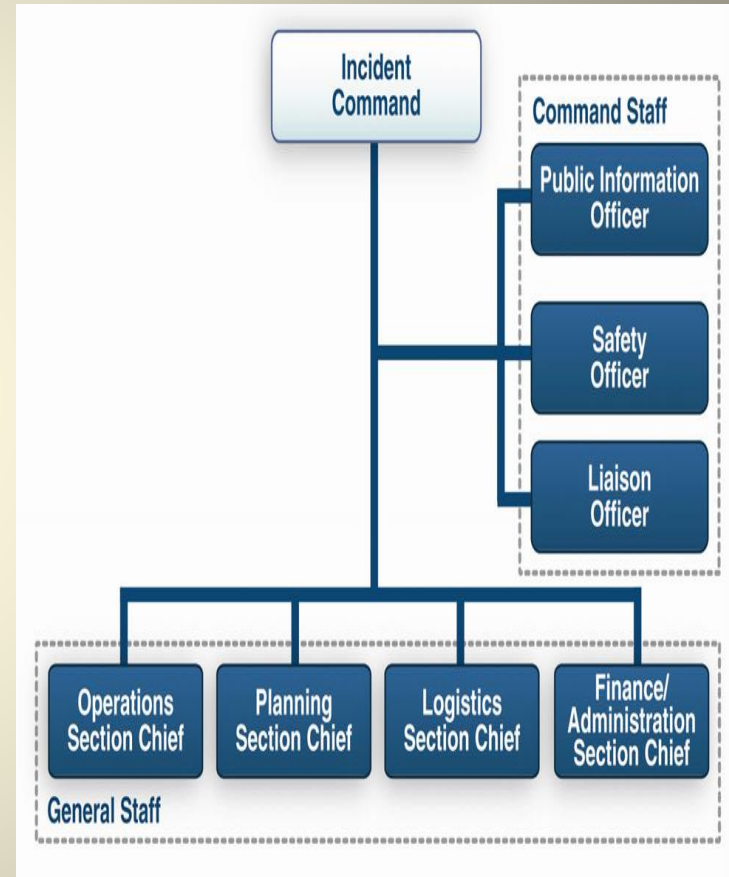 Incident
Command
Command Staff
Public Information
Officer
Safety
Officer
Liaison
Officer
Operations
Section Chief
Planning
Section Chief
Logistics
Section Chief
Finance/
Administration
Section Chief
General Staff